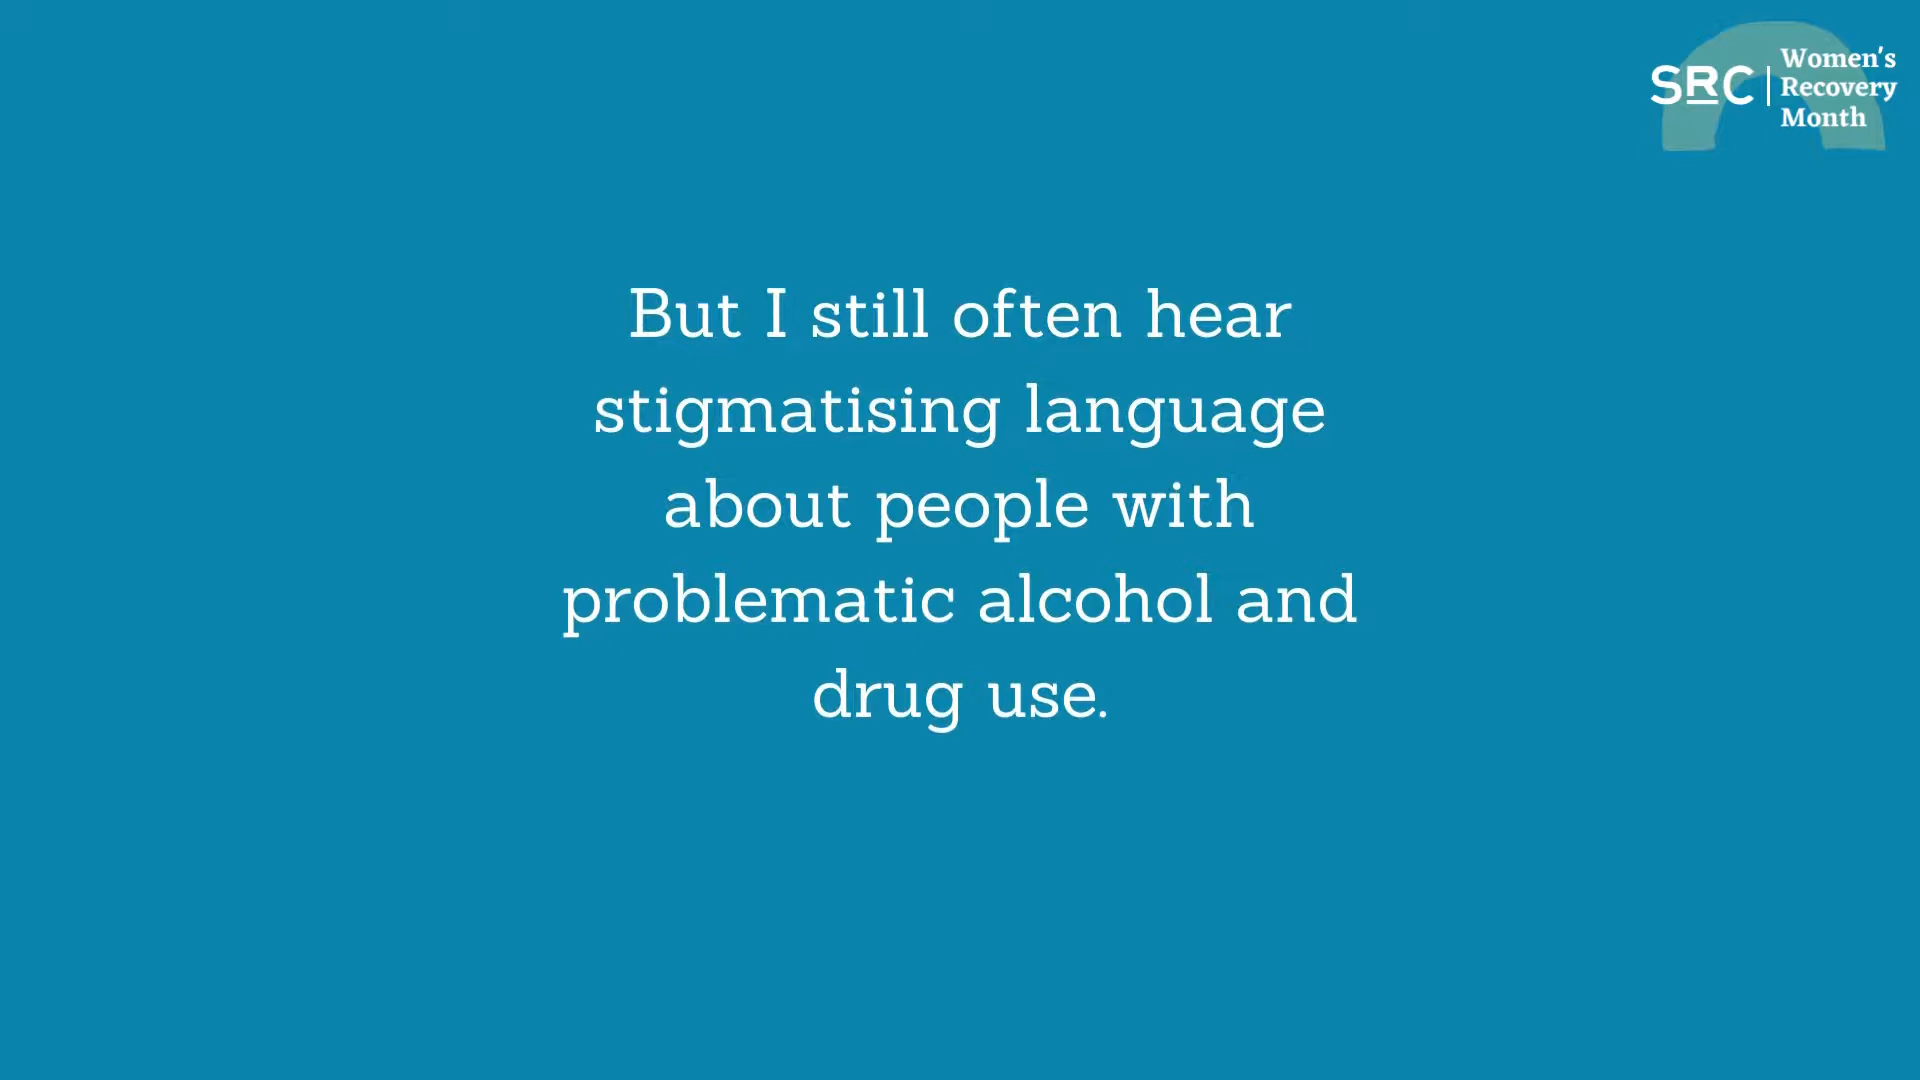 SRC
Women's
Recovery
Month
But I still often hear
stigmatising language
about people with
problematic alcohol and
drug use.